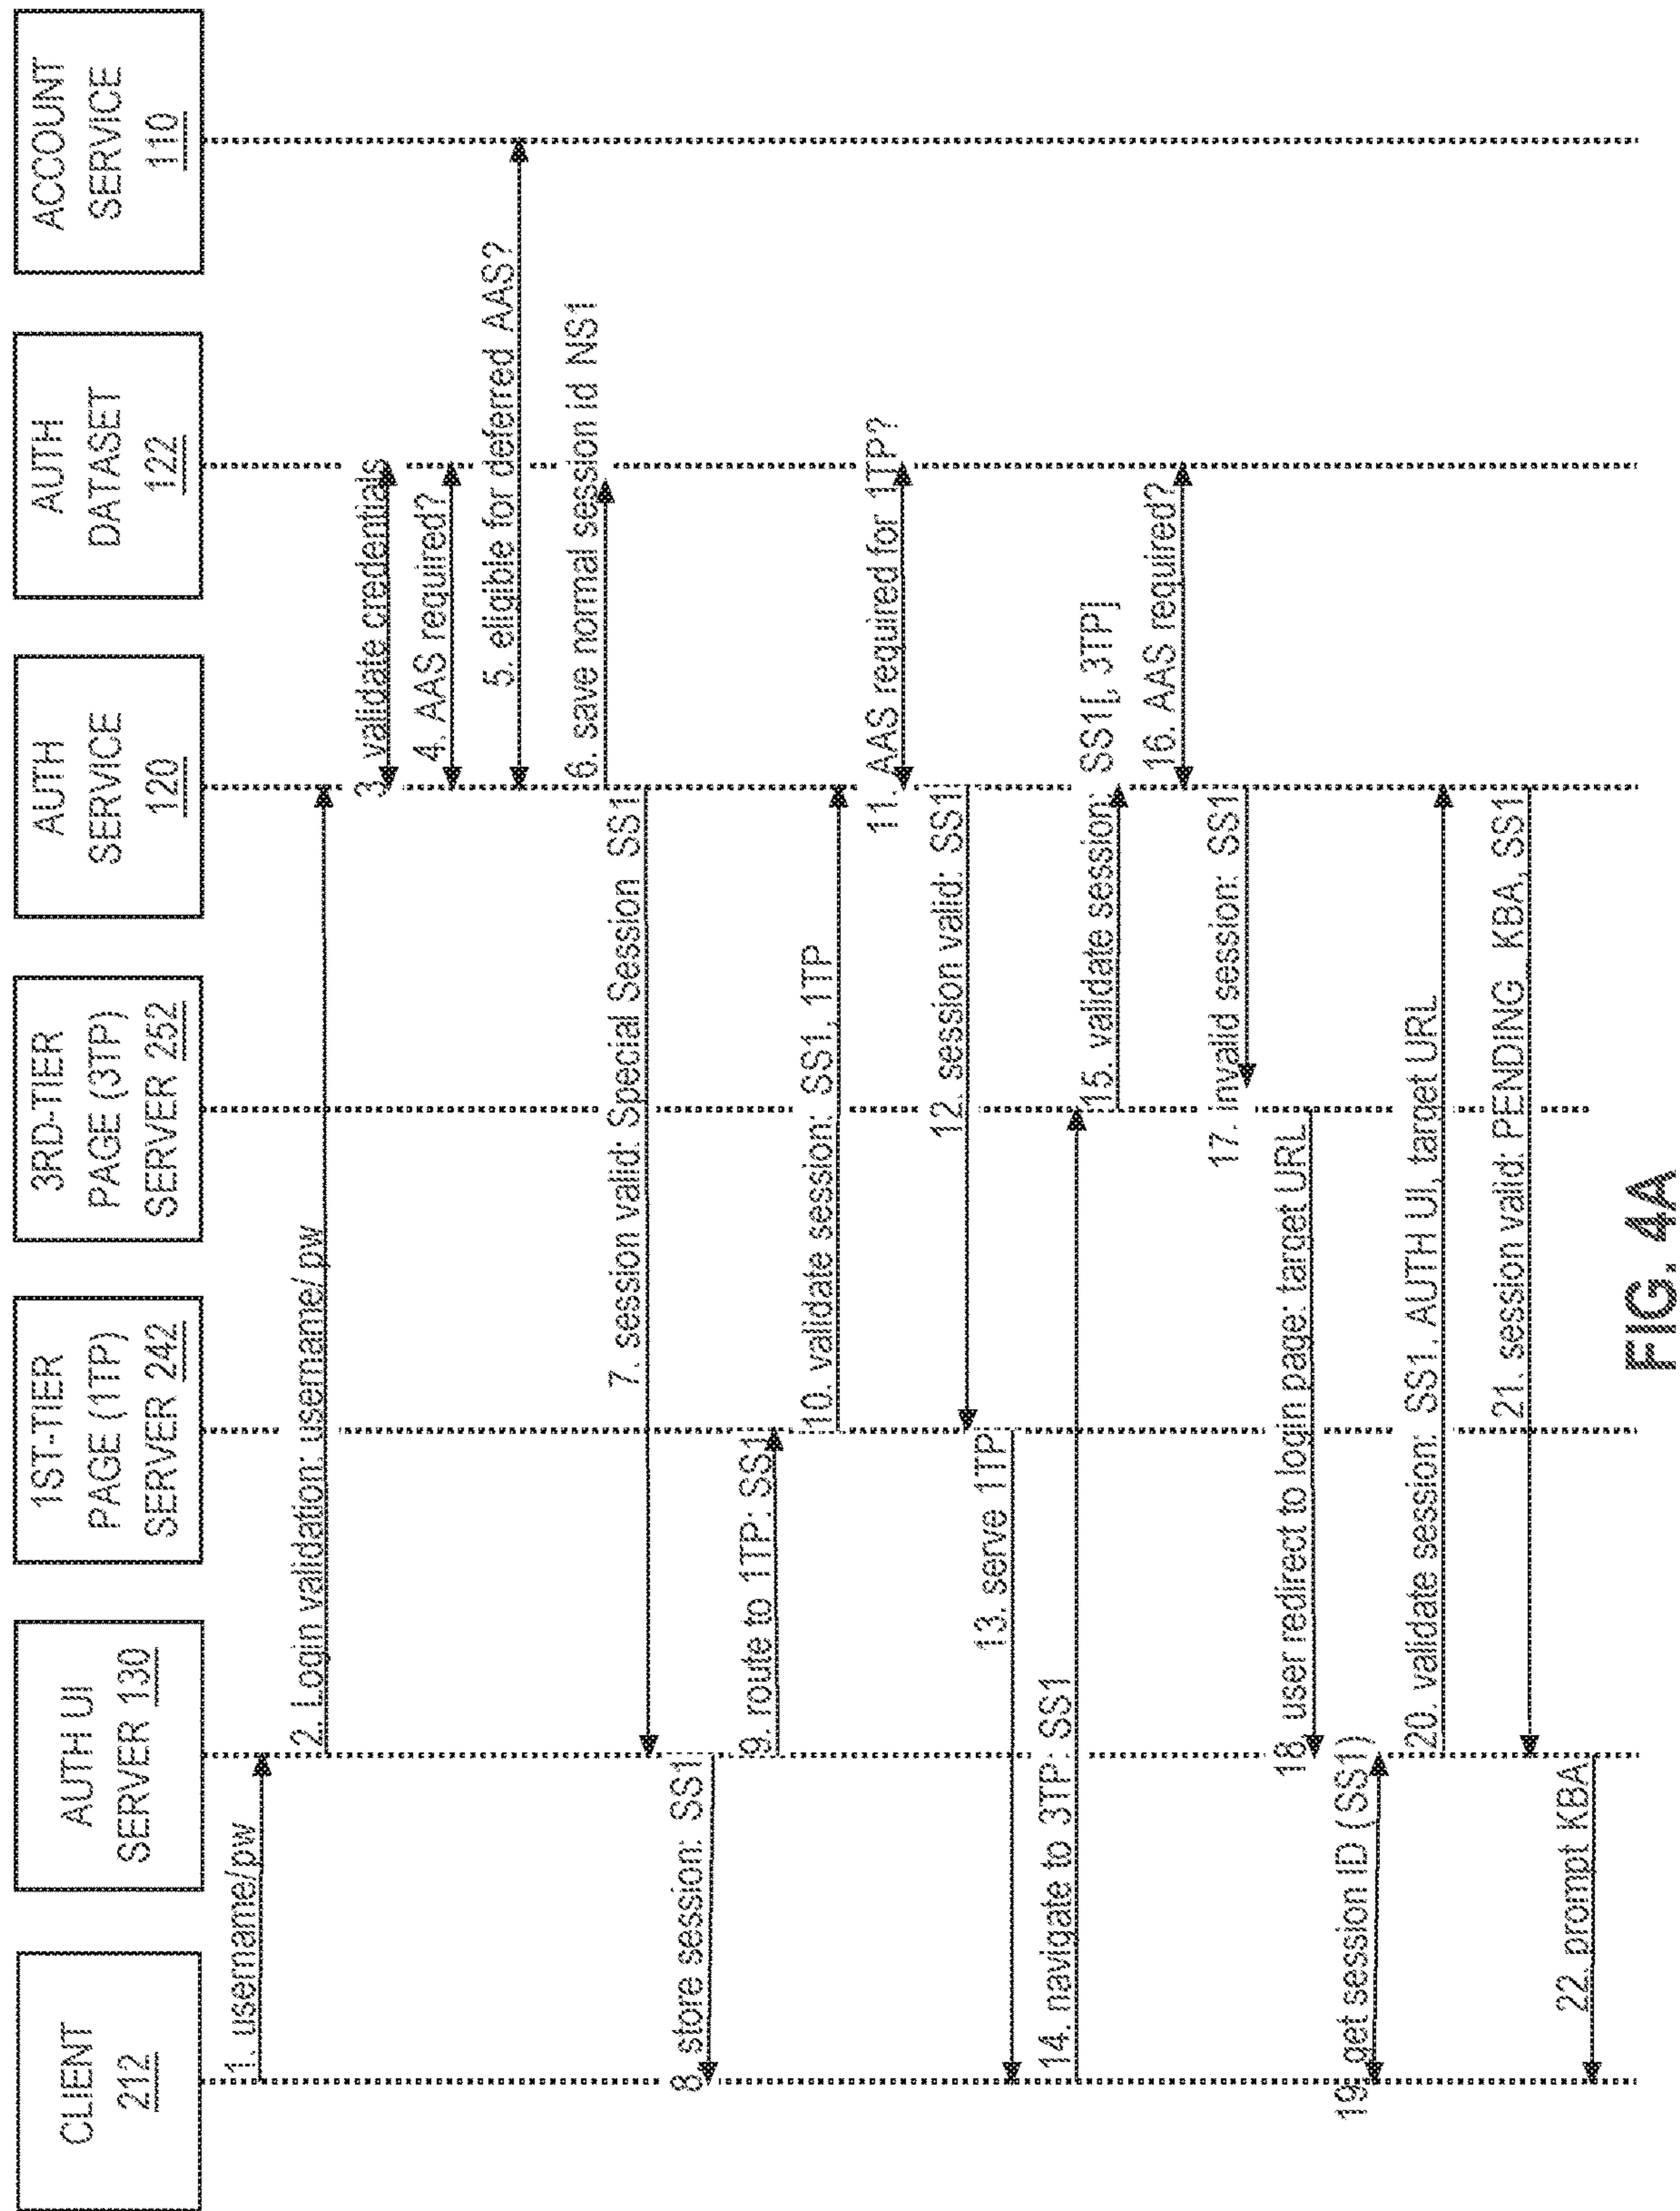 CLIENT
212
AUTH UI
SERVER 130
1ST-TIER
PAGE (1TP)
SERVER 242
3RD-TIER
PAGE (3TP)
SERVER 252
AUTH
SERVICE
120
AUTH
DATASET
122
ACCOUNT
SERVICE
110
1. username/pw
2. Login validation: username/ pw
3. validate credentials
4. AAS required?
5. eligible for deferred AAS?
6. save normal session id NS1
7. session valid: Special Session SS1
8. store session: SS1
9. route to 1TP: SS1
10. validate session: SS1, 1TP
11. AAS required for 1TP?
12. session valid: SS1
13. serve 1TP
14. navigate to 3TP: SS1
15. validate session: SS1[, 3TP]
16. AAS required?
17. invalid session: SS1
18. user redirect to login page: target URL
19. get session ID (SS1)
20. validate session: SS1, AUTH UI, target URL
21. session valid: PENDING KBA, SS1
22. prompt KBA
FIG. 4A